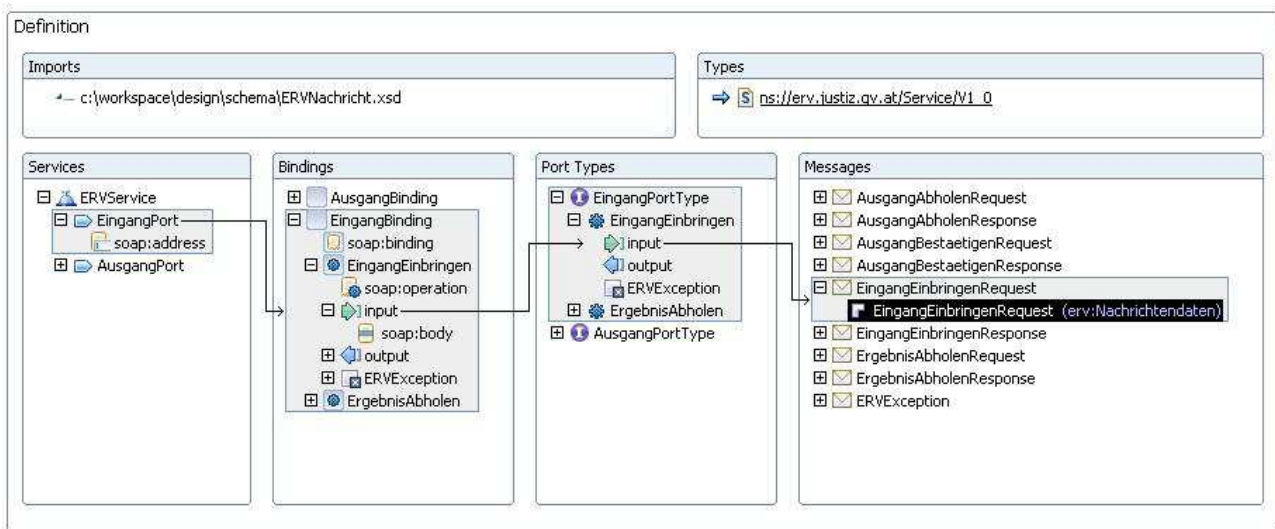 Definition
Imports
c:\workspace\design\schema\ERVNachricht.xsd
Types
ns://erv.justiz.gv.at/Service/V1_0
Services
ERVService
EingangPort
soap:address
AusgangPort
Bindings
AusgangBinding
EingangBinding
soap:binding
EingangEinbringen
soap:operation
input
soap:body
output
ERVException
ErgebnisAbholen
Port Types
EingangPortType
EingangEinbringen
input
output
ERVException
ErgebnisAbholen
AusgangPortType
Messages
AusgangAbholenRequest
AusgangAbholenResponse
AusgangBestaetigenRequest
AusgangBestaetigenResponse
EingangEinbringenRequest
EingangEinbringenRequest (erv:Nachrichtendaten)
EingangEinbringenResponse
ErgebnisAbholenRequest
ErgebnisAbholenResponse
ERVException